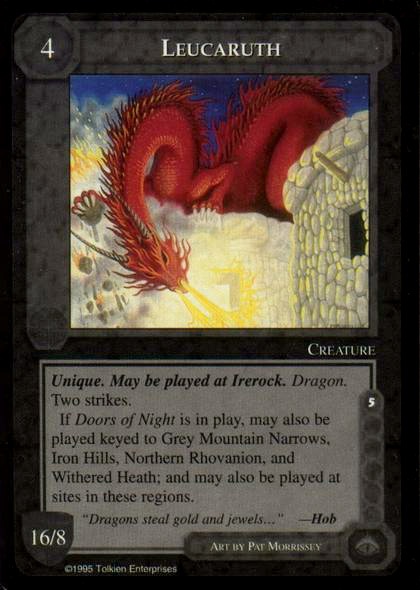 4
LEUCARUTH
CREATURE
Unique. May be played at Irerock. Dragon.
Two strikes.
If Doors of Night is in play, may also be
played keyed to Grey Mountain Narrows,
Iron Hills, Northern Rhovanion, and
Withered Heath; and may also be played at
sites in these regions.
5
"Dragons steal gold and jewels..." —Hob
16/8
ART BY PAT MORRISSEY
©1995 Tolkien Enterprises